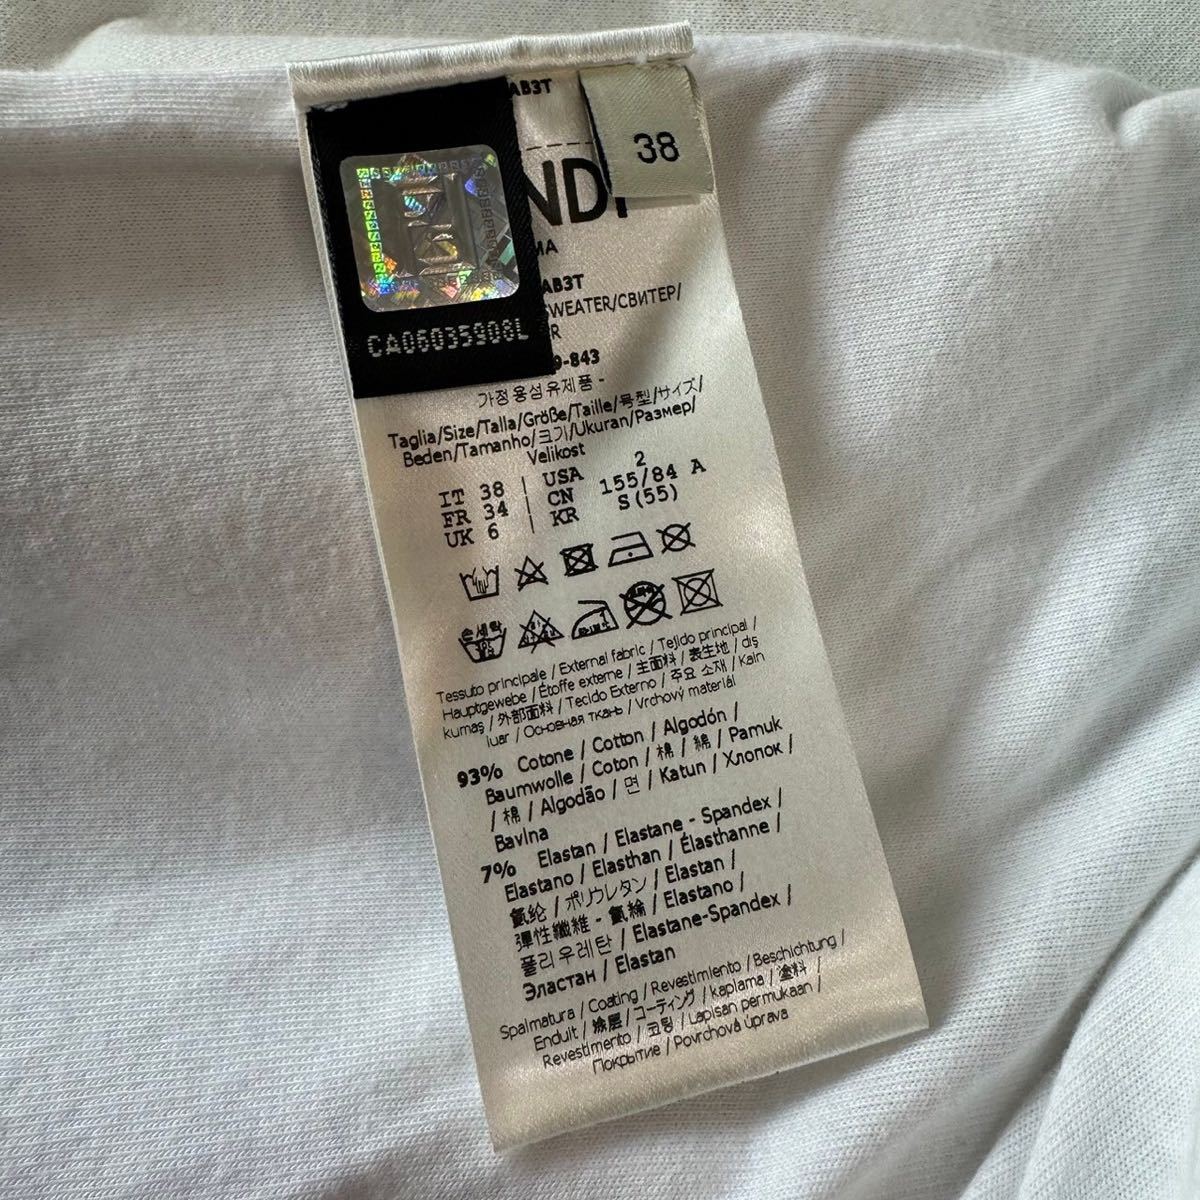 AB3T
38
NDI
MA
AB3T
SWEATER/СВИТЕР/
R
-843
CA06035908L
가정용섬유제품 -
Taglia/Size/Talla/Größe/Taille/号型/サイズ/
Beden/Tamanho/크기/Ukuran/Размер/
Velikost
IT 38 | USA 2
FR 34 | CN 155/84 A
UK 6 | KR S(55)
손세탁
Tessuto principale / External fabric / Tejido principal /
Hauptgewebe / Étoffe externe / 主面料 / 表生地 / dış
kumaş / 外部面料 / Tecido Externo / 주요 소재 / Kain
luar / Основная ткань / Vrchový materiál
93% Cotone / Cotton / Algodón /
Baumwolle / Coton / 棉 / 綿 / Pamuk
/ 棉 / Algodão / 면 / Katun / Хлопок /
Bavlna
7% Elastan / Elastane - Spandex /
Elastano / Elasthan / Élasthanne /
氨纶 / ポリウレタン / Elastan /
彈性纖維 - 氨綸 / Elastano /
폴리우레탄 / Elastane-Spandex /
Эластан / Elastan
Spalmatura / Coating / Revestimiento / Beschichtung /
Enduit / 涂层 / コーティング / kaplama / 塗料 /
Revestimento / 코팅 / Lapisan permukaan /
Покрытие / Povrchová úprava